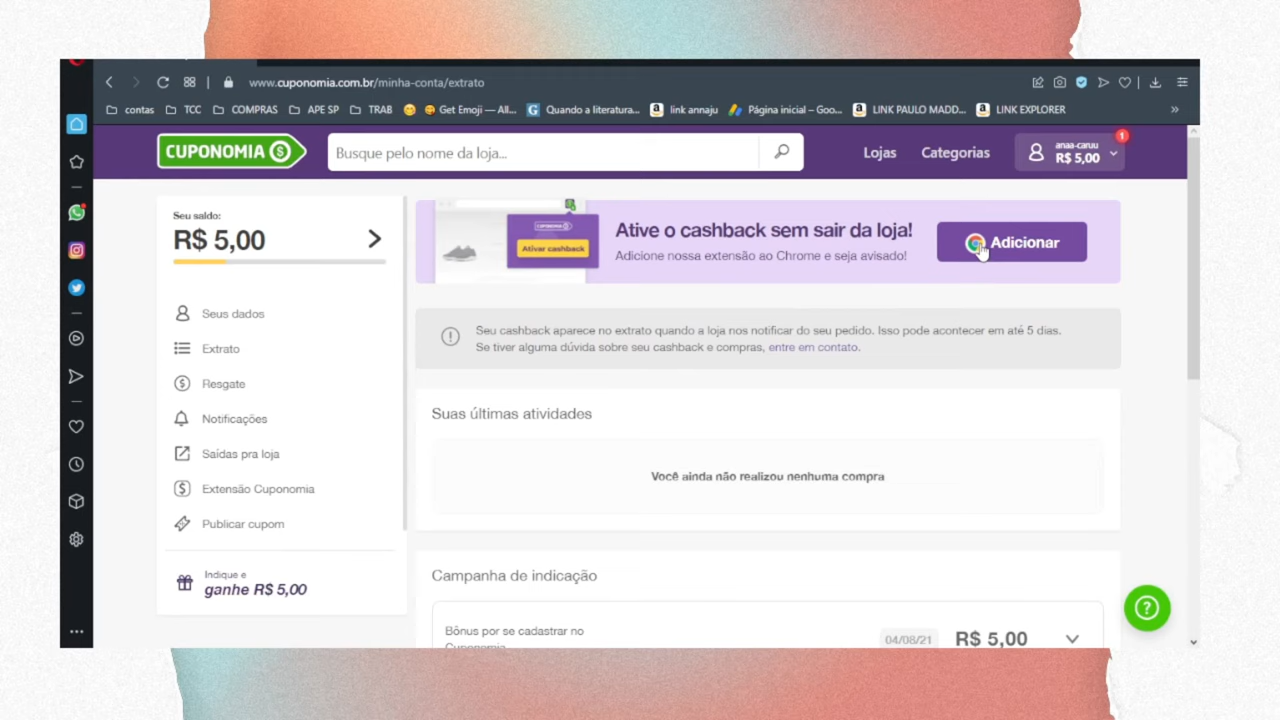 www.cuponomia.com.br/minha-conta/extrato
contas TCC COMPRAS APE SP TRAB Get Emoji — All... Quando a literatura... link annaju Página inicial – Goo... LINK PAULO MADD... LINK EXPLORER
CUPONOMIA
Busque pelo nome da loja...
Lojas
Categorias
anaa-caruu
R$ 5,00
1
Seu saldo:
R$ 5,00
Seus dados
Extrato
Resgate
Notificações
Saídas pra loja
Extensão Cuponomia
Publicar cupom
Indique e
ganhe R$ 5,00
CUPONOMIA
Ativar cashback
Ative o cashback sem sair da loja!
Adicione nossa extensão ao Chrome e seja avisado!
Adicionar
Seu cashback aparece no extrato quando a loja nos notificar do seu pedido. Isso pode acontecer em até 5 dias.
Se tiver alguma dúvida sobre seu cashback e compras, entre em contato.
Suas últimas atividades
Você ainda não realizou nenhuma compra
Campanha de indicação
Bônus por se cadastrar no
Cuponomia
04/08/21
R$ 5,00